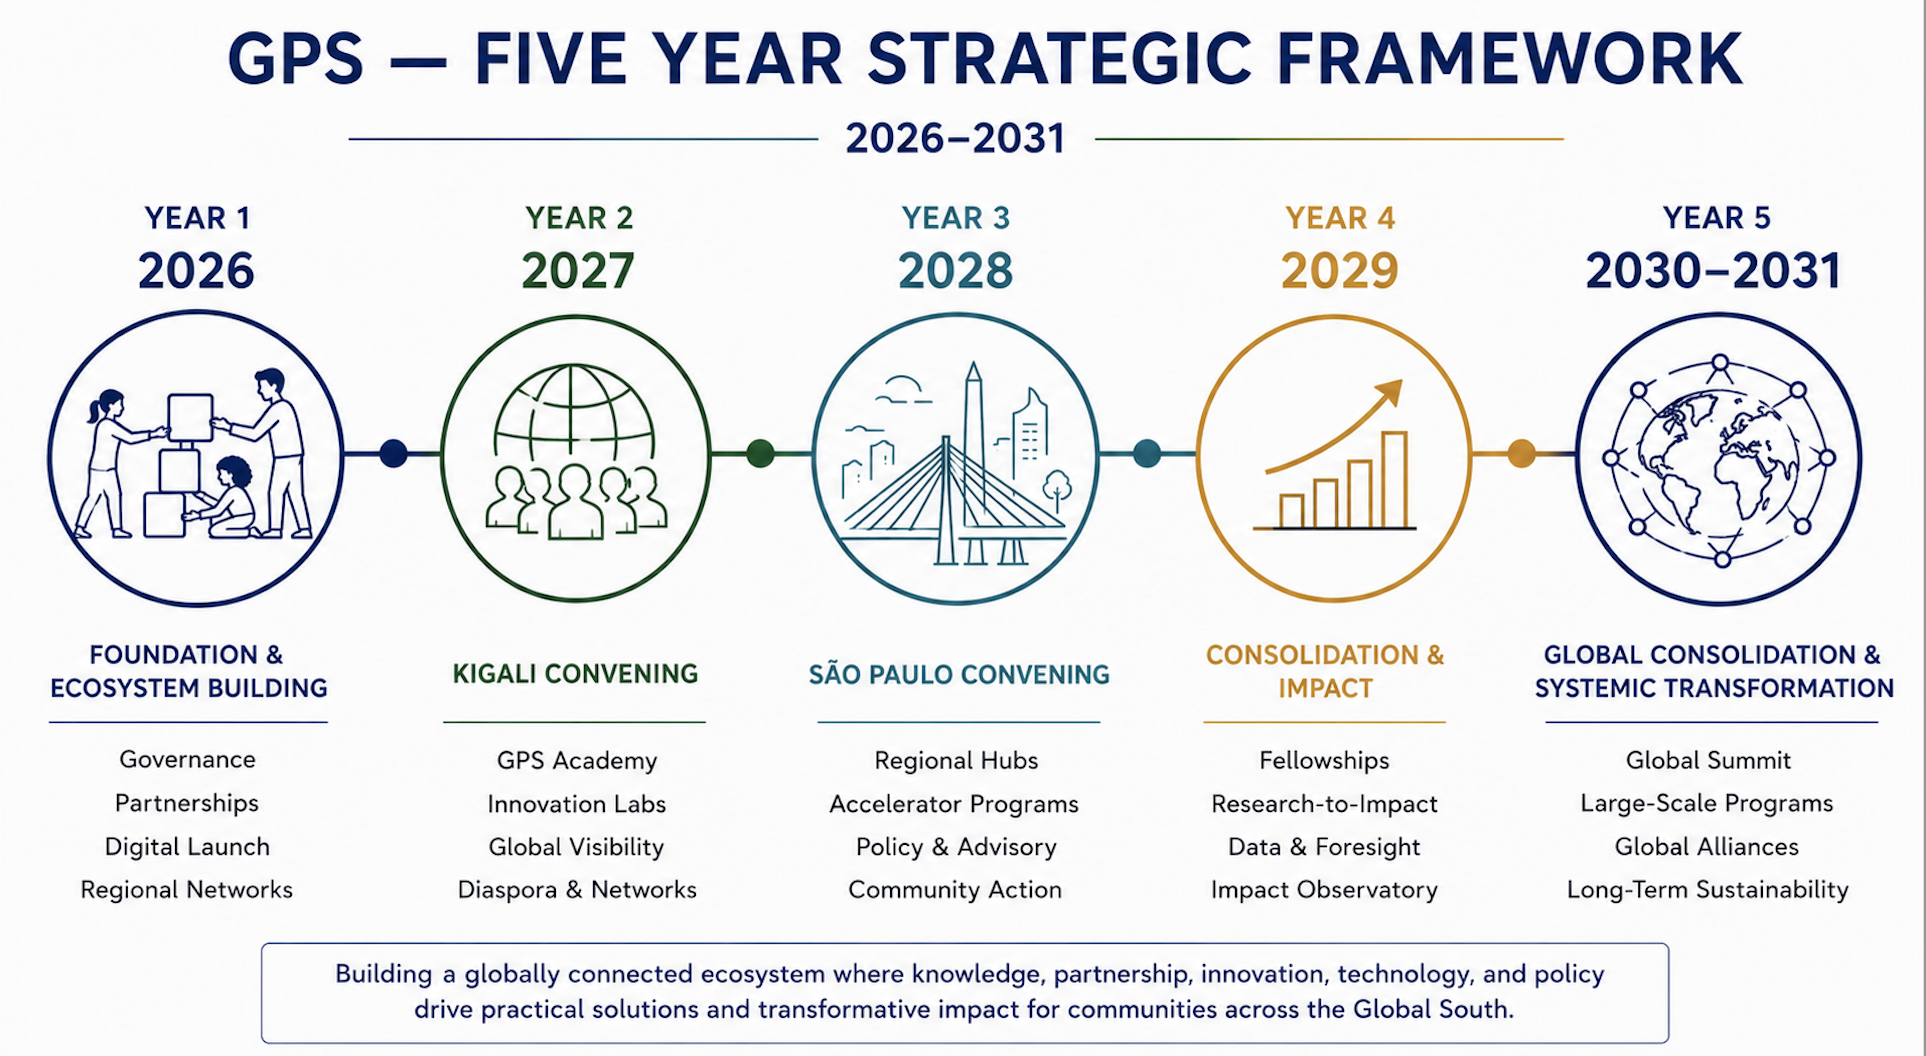 GPS — FIVE YEAR STRATEGIC FRAMEWORK
2026–2031
YEAR 1
2026
FOUNDATION &
ECOSYSTEM BUILDING
Governance
Partnerships
Digital Launch
Regional Networks
YEAR 2
2027
KIGALI CONVENING
GPS Academy
Innovation Labs
Global Visibility
Diaspora & Networks
YEAR 3
2028
SÃO PAULO CONVENING
Regional Hubs
Accelerator Programs
Policy & Advisory
Community Action
YEAR 4
2029
CONSOLIDATION &
IMPACT
Fellowships
Research-to-Impact
Data & Foresight
Impact Observatory
YEAR 5
2030–2031
GLOBAL CONSOLIDATION &
SYSTEMIC TRANSFORMATION
Global Summit
Large-Scale Programs
Global Alliances
Long-Term Sustainability
Building a globally connected ecosystem where knowledge, partnership, innovation, technology, and policy
drive practical solutions and transformative impact for communities across the Global South.